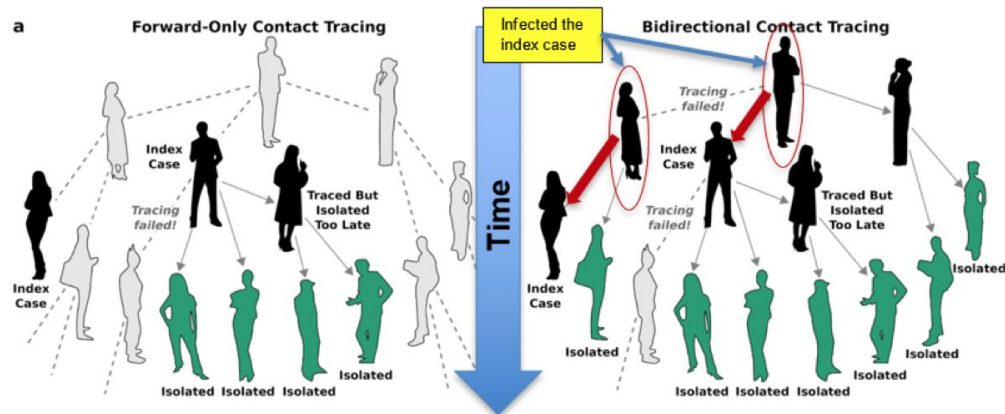 a
Forward-Only Contact Tracing
Infected the
index case
Bidirectional Contact Tracing
Index
Case
Tracing
failed!
Traced But
Isolated
Too Late
Index
Case
Isolated
Isolated
Isolated
Isolated
Time
Tracing
failed!
Index
Case
Tracing
failed!
Traced But
Isolated
Too Late
Index
Case
Isolated
Isolated
Isolated
Isolated
Isolated
Isolated
Isolated